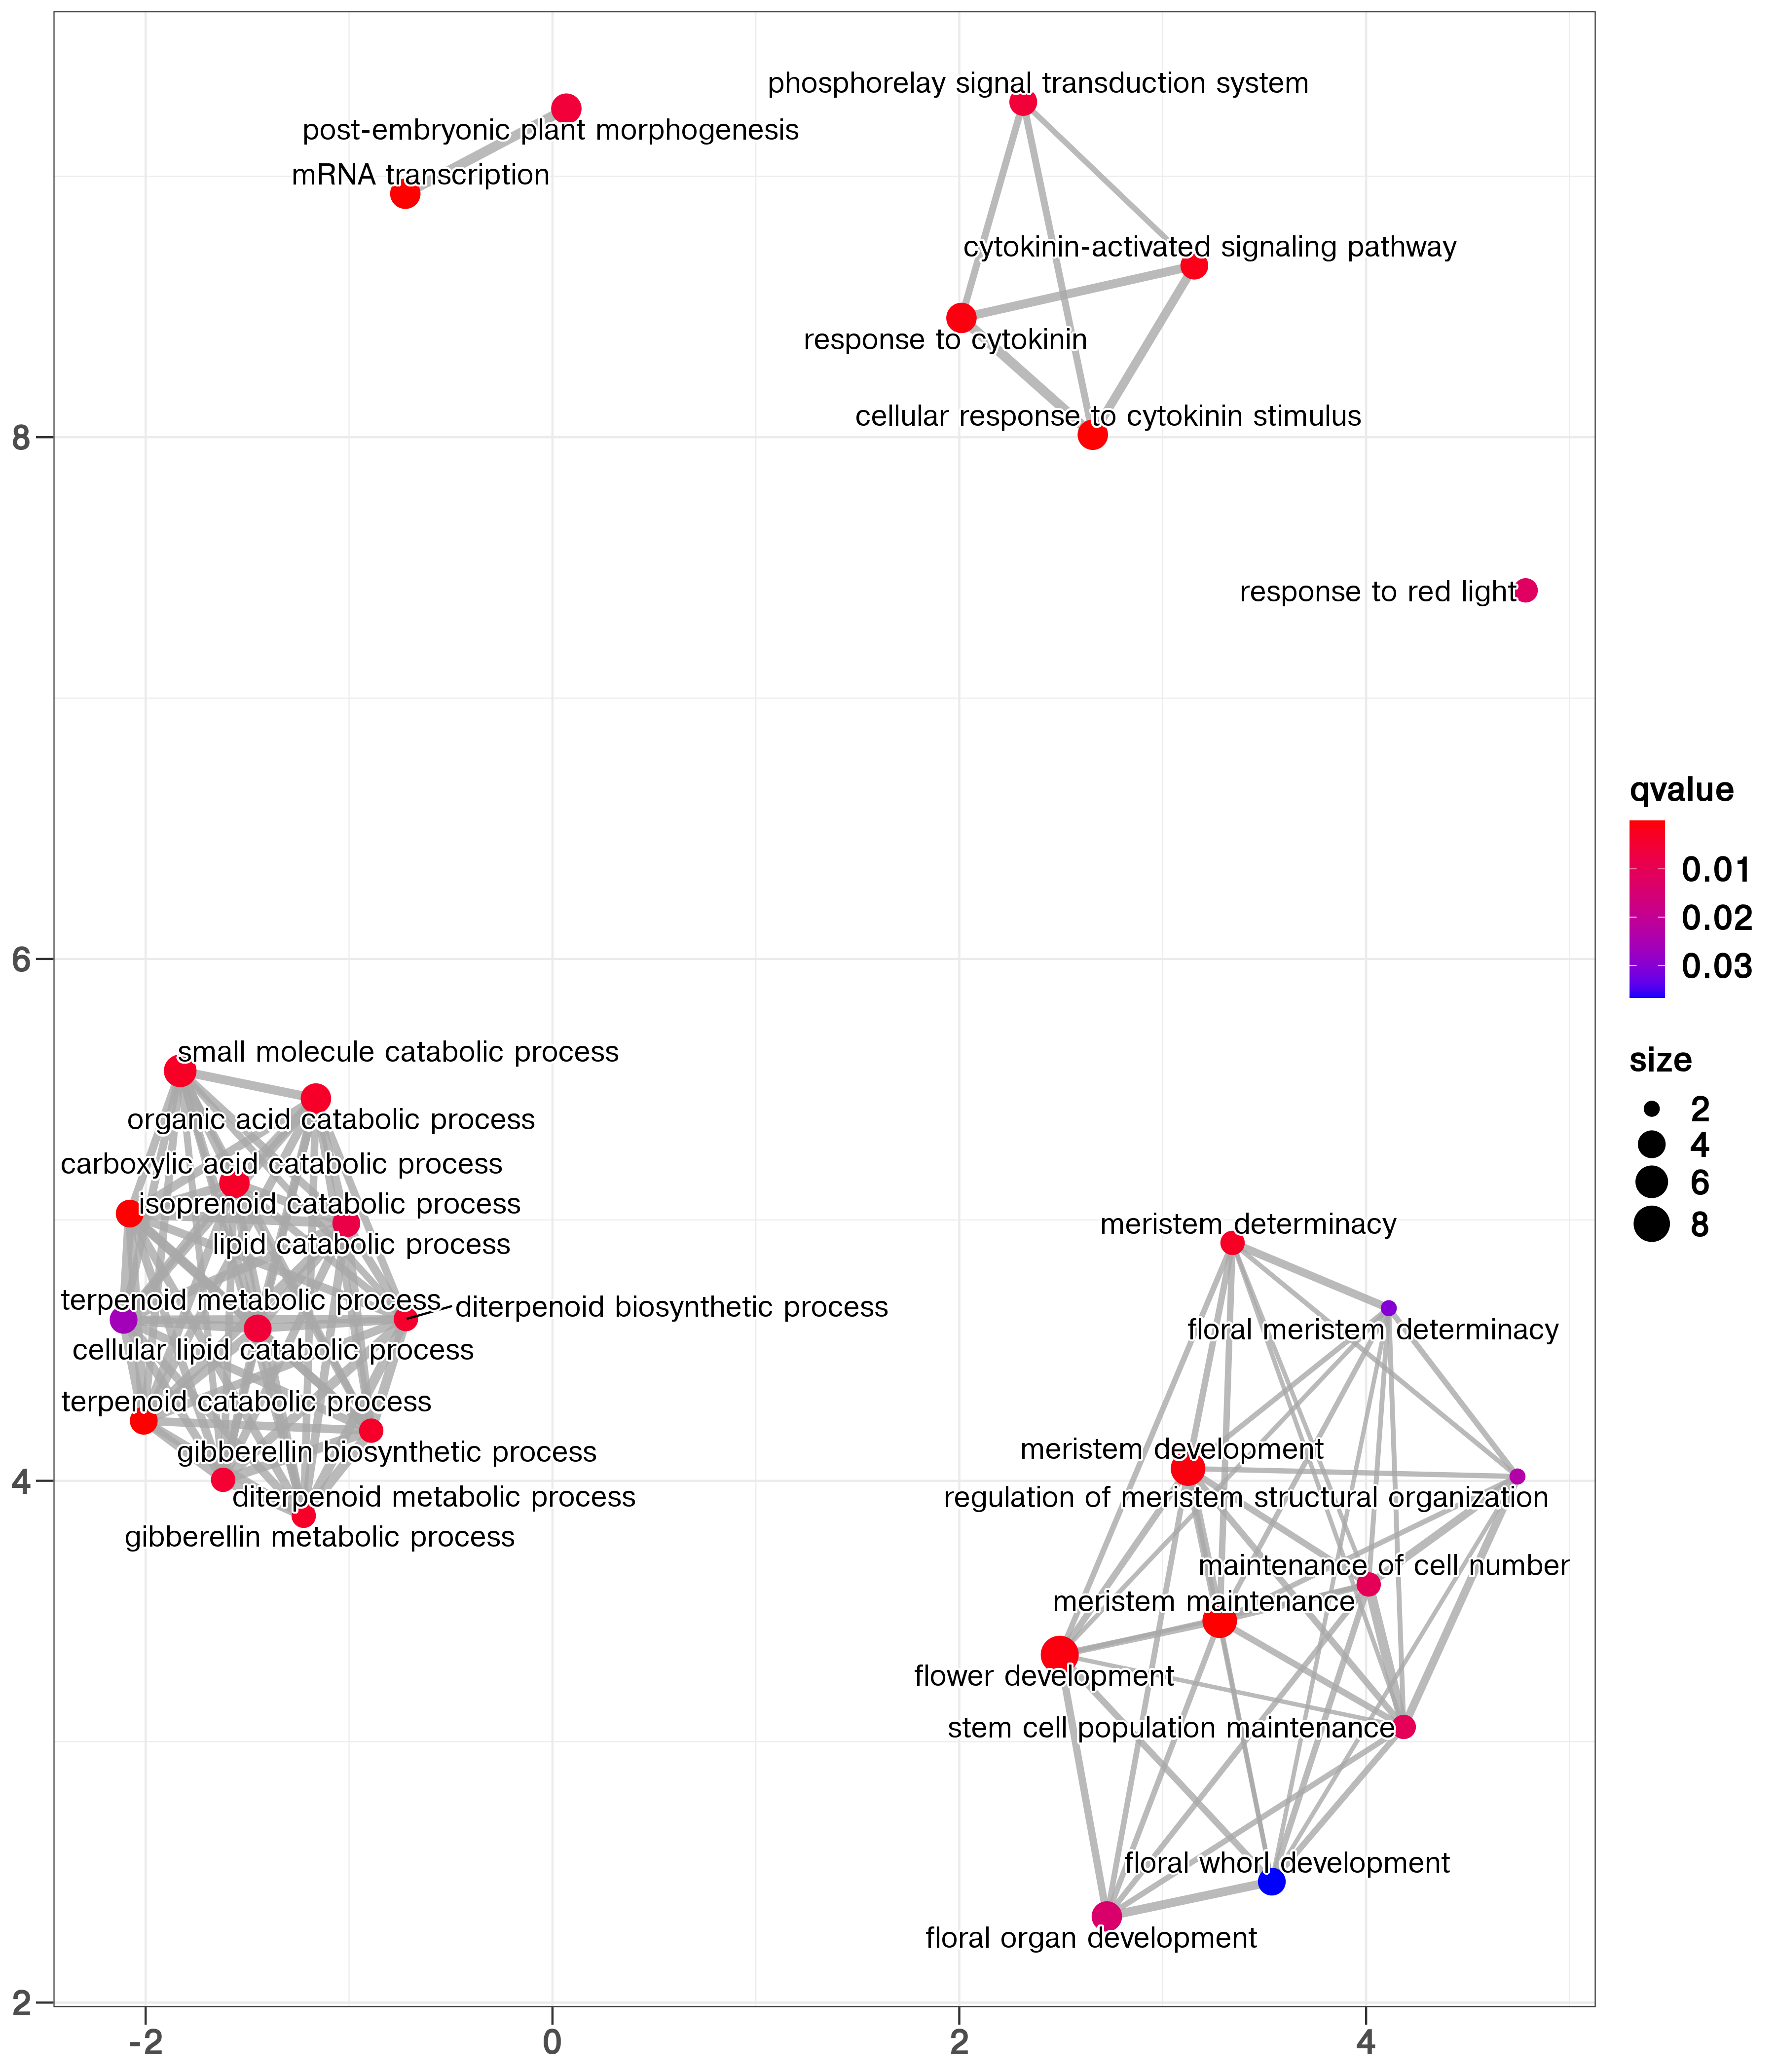 phosphorelay signal transduction system
post-embryonic plant morphogenesis
mRNA transcription
cytokinin-activated signaling pathway
response to cytokinin
cellular response to cytokinin stimulus
8
response to red light
qvalue
0.01
0.02
0.03
6
size
2
4
6
8
small molecule catabolic process
organic acid catabolic process
carboxylic acid catabolic process
isoprenoid catabolic process
lipid catabolic process
terpenoid metabolic process
diterpenoid biosynthetic process
cellular lipid catabolic process
terpenoid catabolic process
gibberellin biosynthetic process
4
diterpenoid metabolic process
gibberellin metabolic process
meristem determinacy
floral meristem determinacy
meristem development
regulation of meristem structural organization
maintenance of cell number
meristem maintenance
flower development
stem cell population maintenance
floral whorl development
floral organ development
2
-2
0
2
4